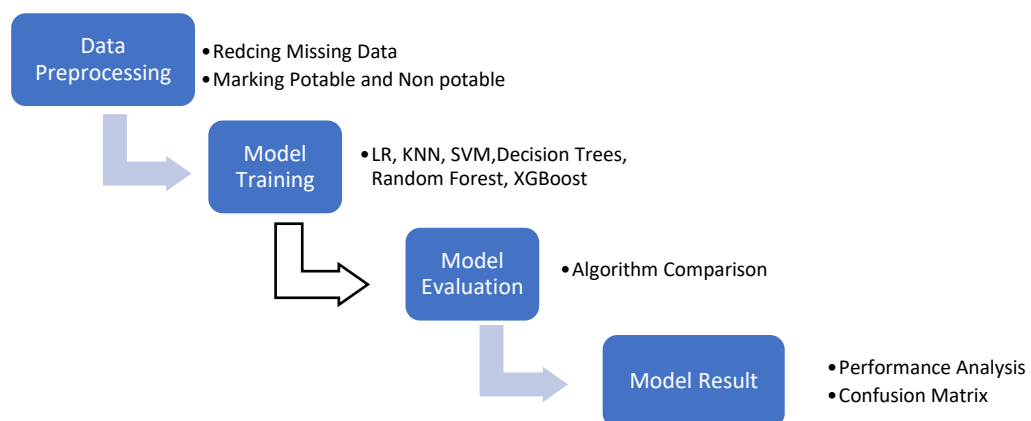 Data
Preprocessing
•Redcing Missing Data
•Marking Potable and Non potable
Model
Training
•LR, KNN, SVM,Decision Trees,
Random Forest, XGBoost
Model
Evaluation
•Algorithm Comparison
Model Result
•Performance Analysis
•Confusion Matrix